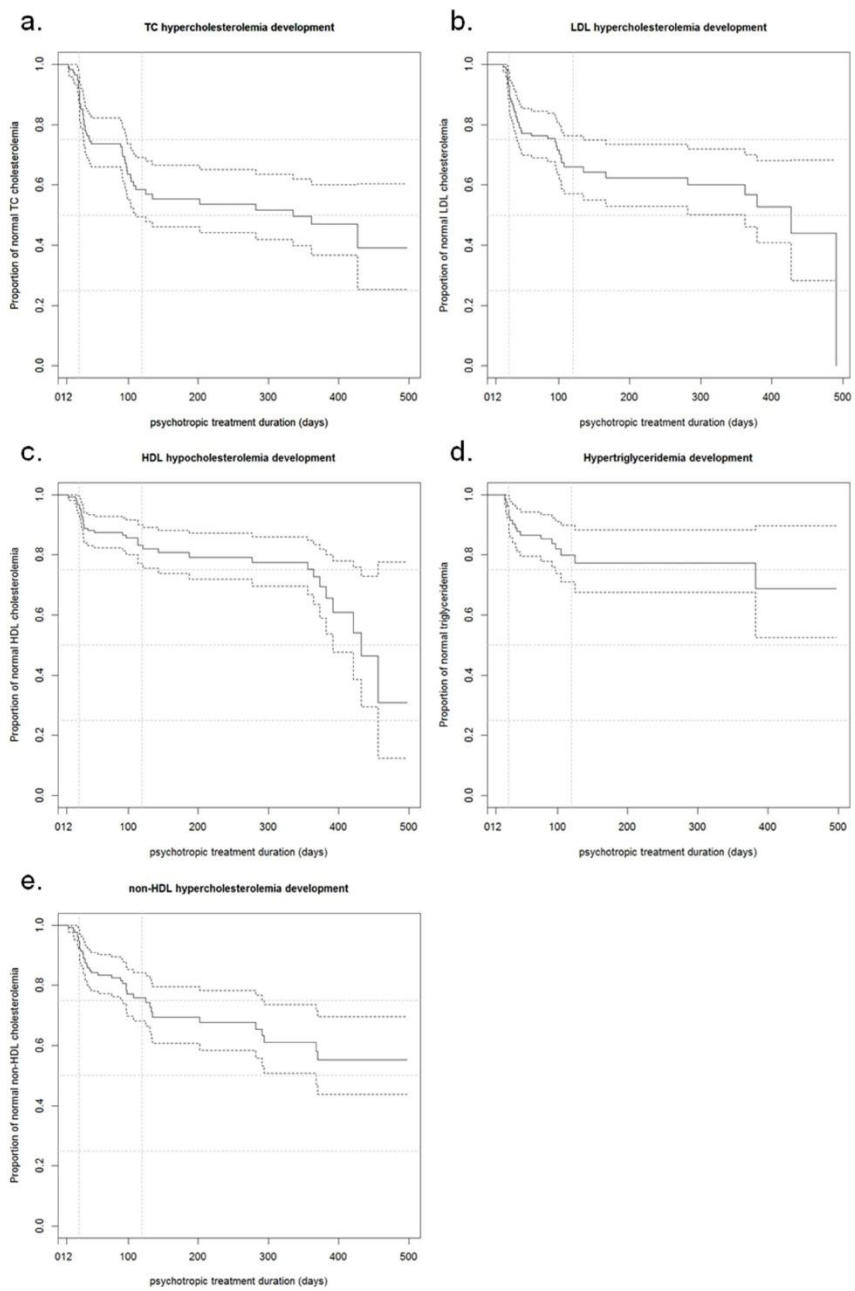 a.
TC hypercholesterolemia development
Proportion of normal TC cholesterolemia
1.0
0.8
0.6
0.4
0.2
0.0
012 100 200 300 400 500
psychotropic treatment duration (days)
b.
LDL hypercholesterolemia development
Proportion of normal LDL cholesterolemia
1.0
0.8
0.6
0.4
0.2
0.0
012 100 200 300 400 500
psychotropic treatment duration (days)
c.
HDL hypocholesterolemia development
Proportion of normal HDL cholesterolemia
1.0
0.8
0.6
0.4
0.2
0.0
012 100 200 300 400 500
psychotropic treatment duration (days)
d.
Hypertriglyceridemia development
Proportion of normal triglyceridemia
1.0
0.8
0.6
0.4
0.2
0.0
012 100 200 300 400 500
psychotropic treatment duration (days)
e.
non-HDL hypercholesterolemia development
Proportion of normal non-HDL cholesterolemia
1.0
0.8
0.6
0.4
0.2
0.0
012 100 200 300 400 500
psychotropic treatment duration (days)